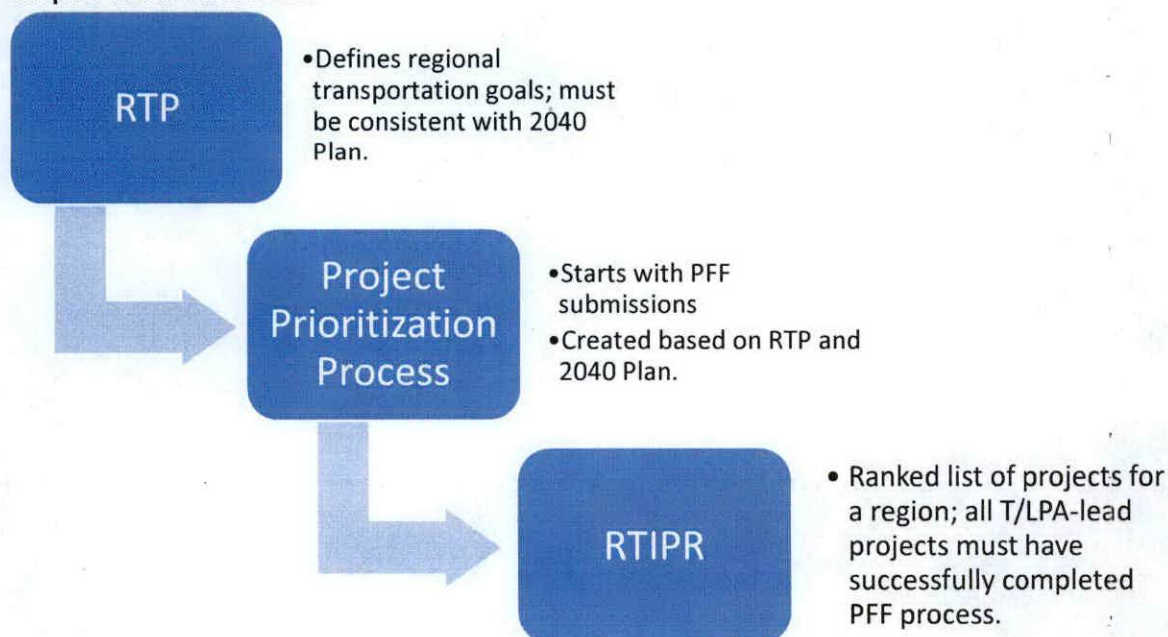 RTP
•Defines regional
transportation goals; must
be consistent with 2040
Plan.
Project
Prioritization
Process
•Starts with PFF
submissions
•Created based on RTP and
2040 Plan.
RTIPR
• Ranked list of projects for
a region; all T/LPA-lead
projects must have
successfully completed
PFF process.